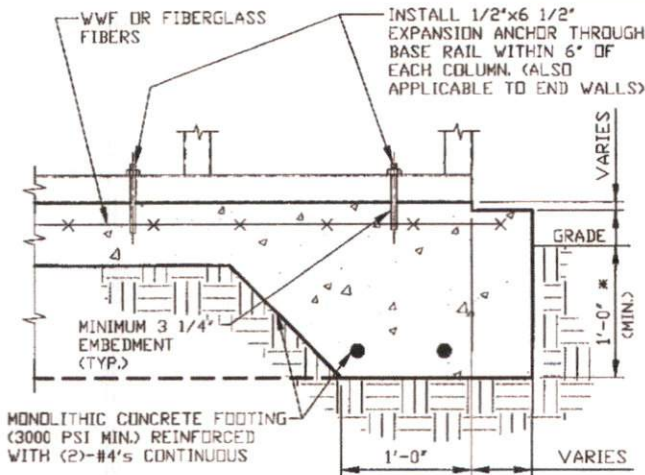 WWF OR FIBERGLASS
FIBERS
INSTALL 1/2"x6 1/2"
EXPANSION ANCHOR THROUGH
BASE RAIL WITHIN 6" OF
EACH COLUMN. (ALSO
APPLICABLE TO END WALLS)
VARIES
GRADE
1'-0" *
(MIN.)
MINIMUM 3 1/4"
EMBEDMENT
(TYP.)
MONOLITHIC CONCRETE FOOTING
(3000 PSI MIN.) REINFORCED
WITH (2)-#4's CONTINUOUS
1'-0"
VARIES